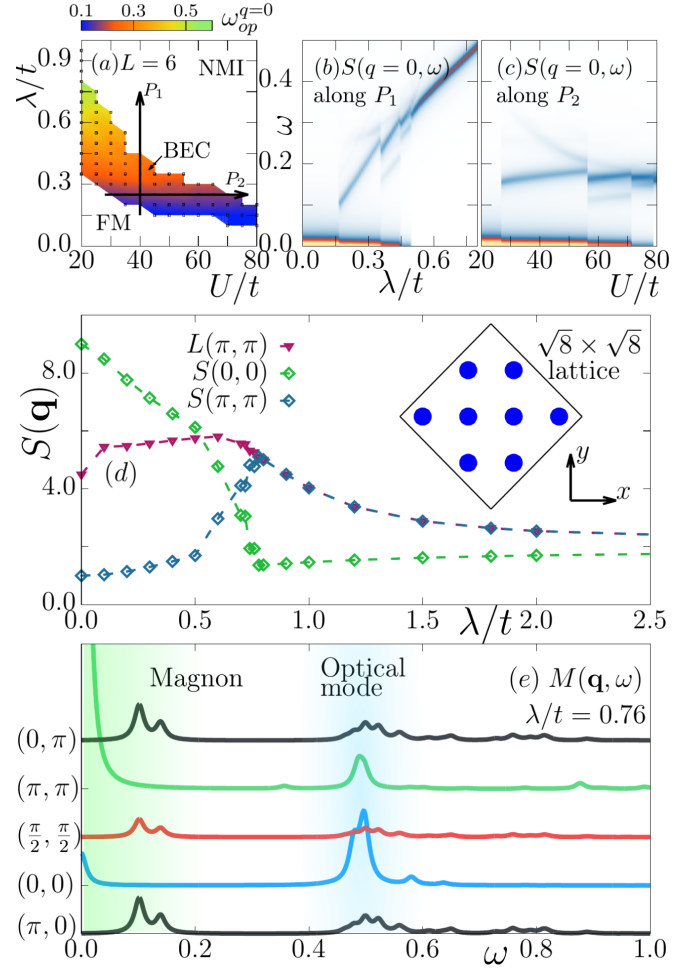 0.1 0.3 0.5 ω_op^{q=0}
(a) L = 6 NMI
P₁
BEC
P₂
FM
λ/t
0.9
0.6
0.3
0.0
20 40 60 80
U/t
(b) S(q = 0, ω)
along P₁
ω
0.4
0.2
0.0
0.0 0.3 0.6
λ/t
(c) S(q = 0, ω)
along P₂
20 40 60 80
U/t
L(π, π)
S(0, 0)
S(π, π)
√8 × √8
lattice
y
x
(d)
S(q)
8.0
4.0
0.0
0.0 0.5 1.0 1.5 2.0 2.5
λ/t
Magnon
Optical
mode
(e) M(q, ω)
λ/t = 0.76
(0, π)
(π, π)
(π/2, π/2)
(0, 0)
(π, 0)
0.0 0.2 0.4 0.6 0.8 1.0
ω